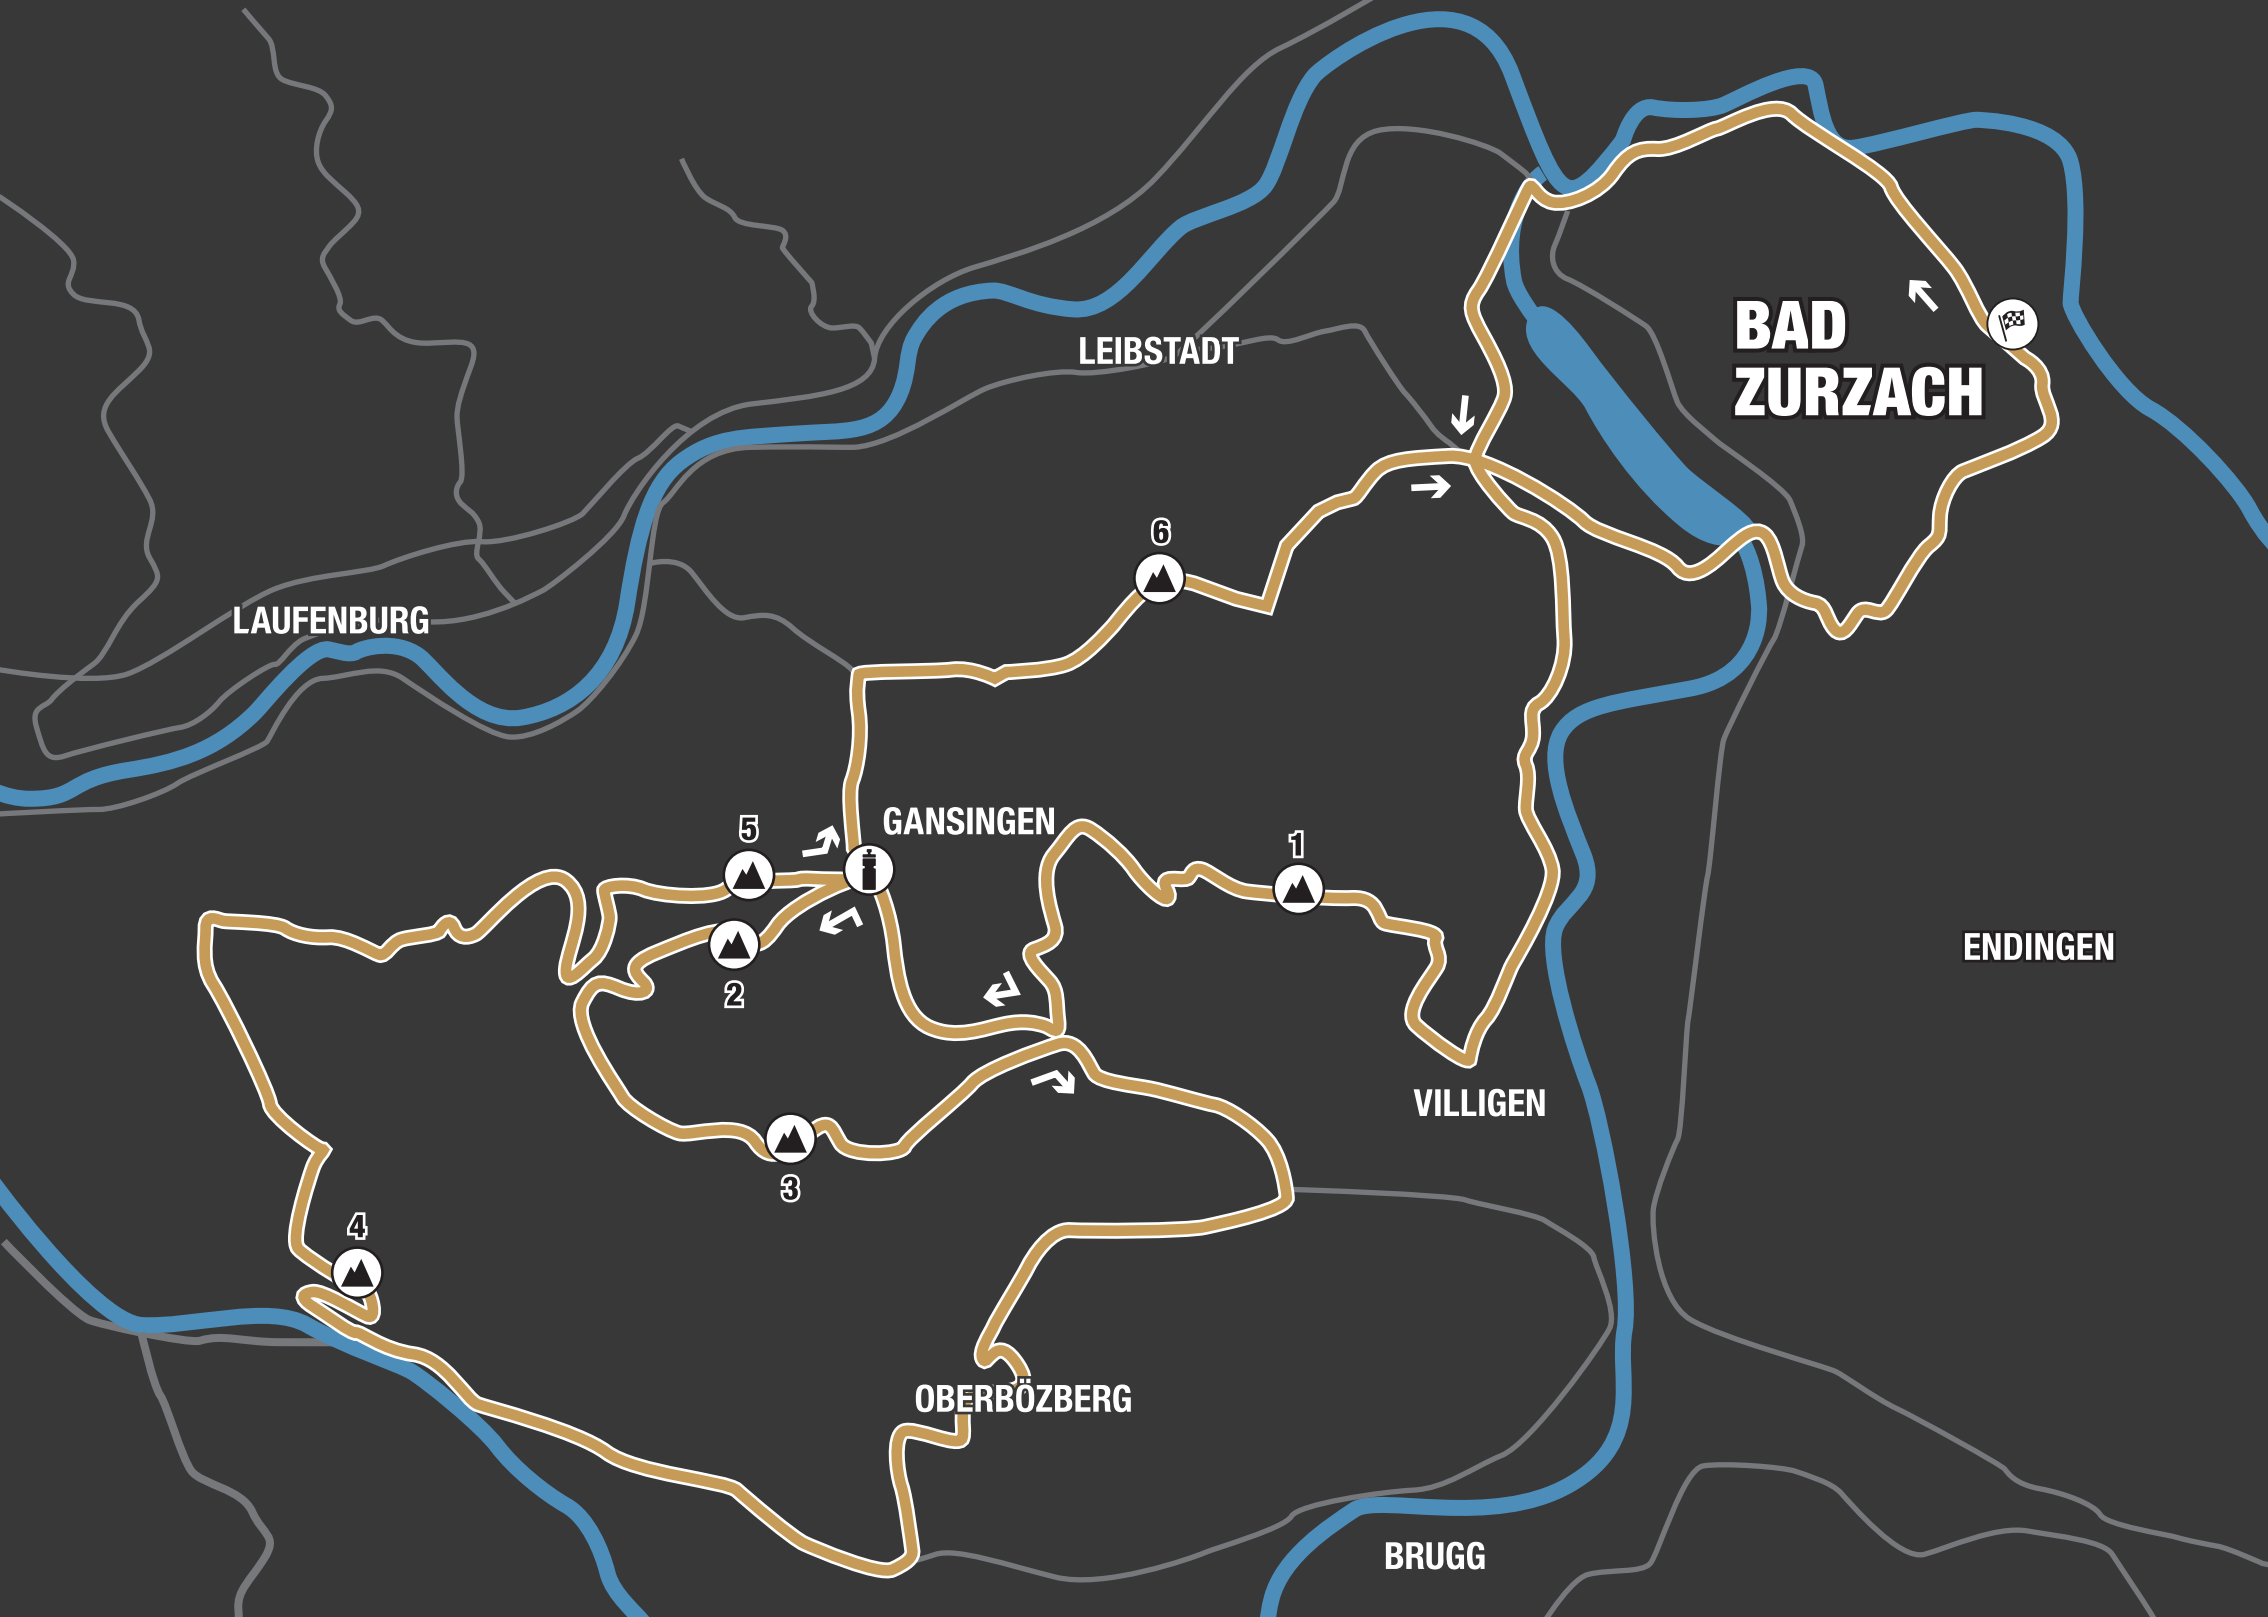 BAD
ZURZACH
LEIBSTADT
6
LAUFENBURG
GANSINGEN
5
1
2
ENDINGEN
VILLIGEN
3
4
OBERBÖZBERG
BRUGG